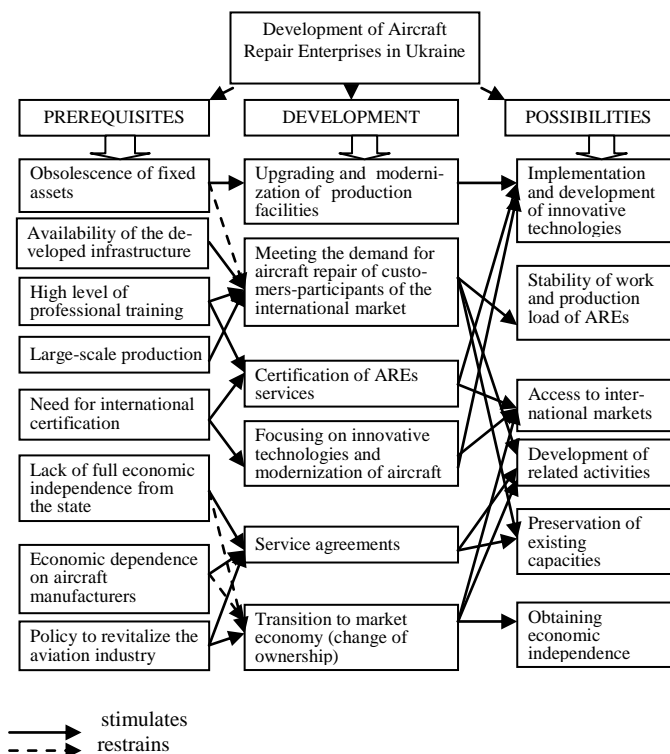 Development of Aircraft
Repair Enterprises in Ukraine
PREREQUISITES
DEVELOPMENT
POSSIBILITIES
Obsolescence of fixed
assets
Availability of the de-
veloped infrastructure
High level of
professional training
Large-scale production
Need for international
certification
Lack of full economic
independence from
the state
Economic dependence
on aircraft
manufacturers
Policy to revitalize the
aviation industry
Upgrading and moderni-
zation of production
facilities
Meeting the demand for
aircraft repair of custo-
mers-participants of the
international market
Certification of AREs
services
Focusing on innovative
technologies and
modernization of aircraft
Service agreements
Transition to market
economy (change of
ownership)
Implementation
and development
of innovative
technologies
Stability of work
and production
load of AREs
Access to inter-
national markets
Development of
related activities
Preservation of
existing
capacities
Obtaining
economic
independence
stimulates
restrains